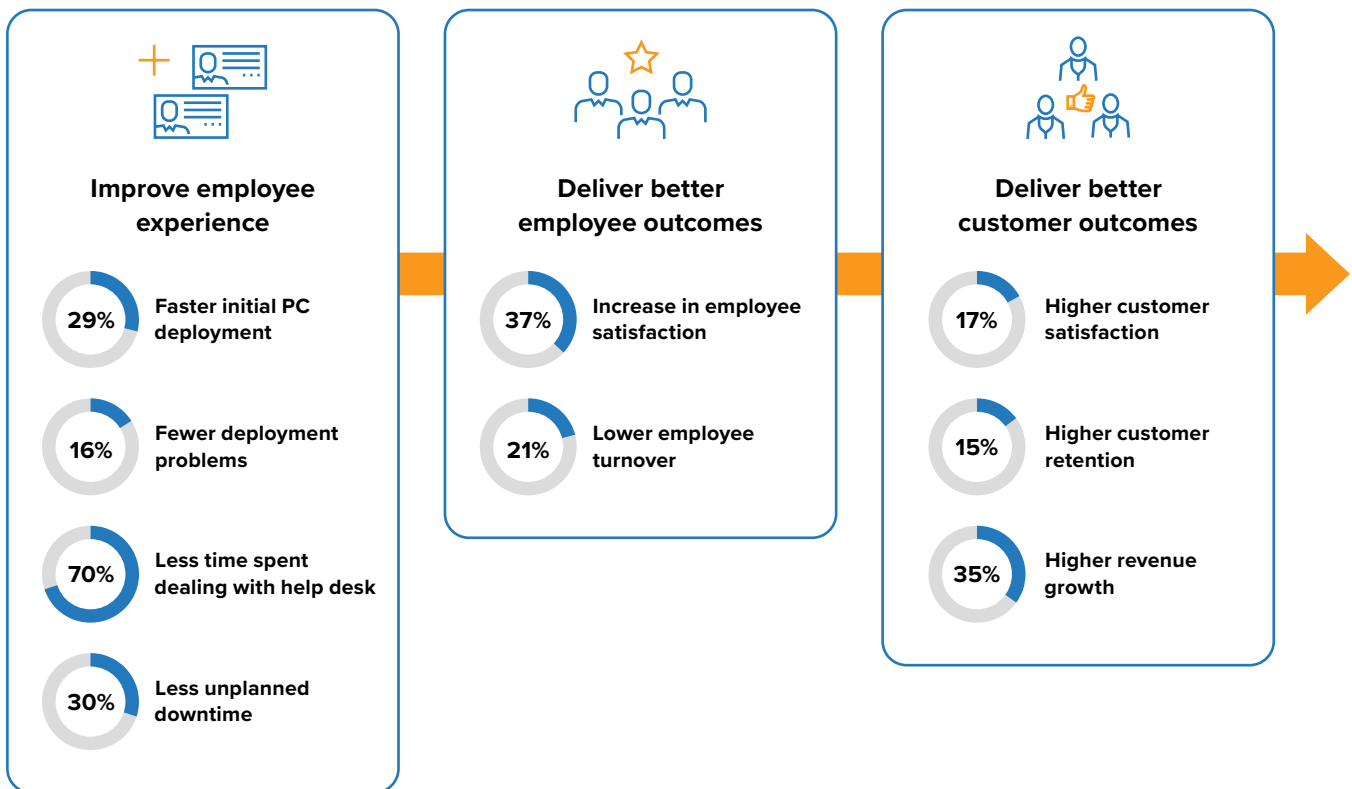 Improve employee
experience
29%
Faster initial PC
deployment
16%
Fewer deployment
problems
70%
Less time spent
dealing with help desk
30%
Less unplanned
downtime
Deliver better
employee outcomes
37%
Increase in employee
satisfaction
21%
Lower employee
turnover
Deliver better
customer outcomes
17%
Higher customer
satisfaction
15%
Higher customer
retention
35%
Higher revenue
growth